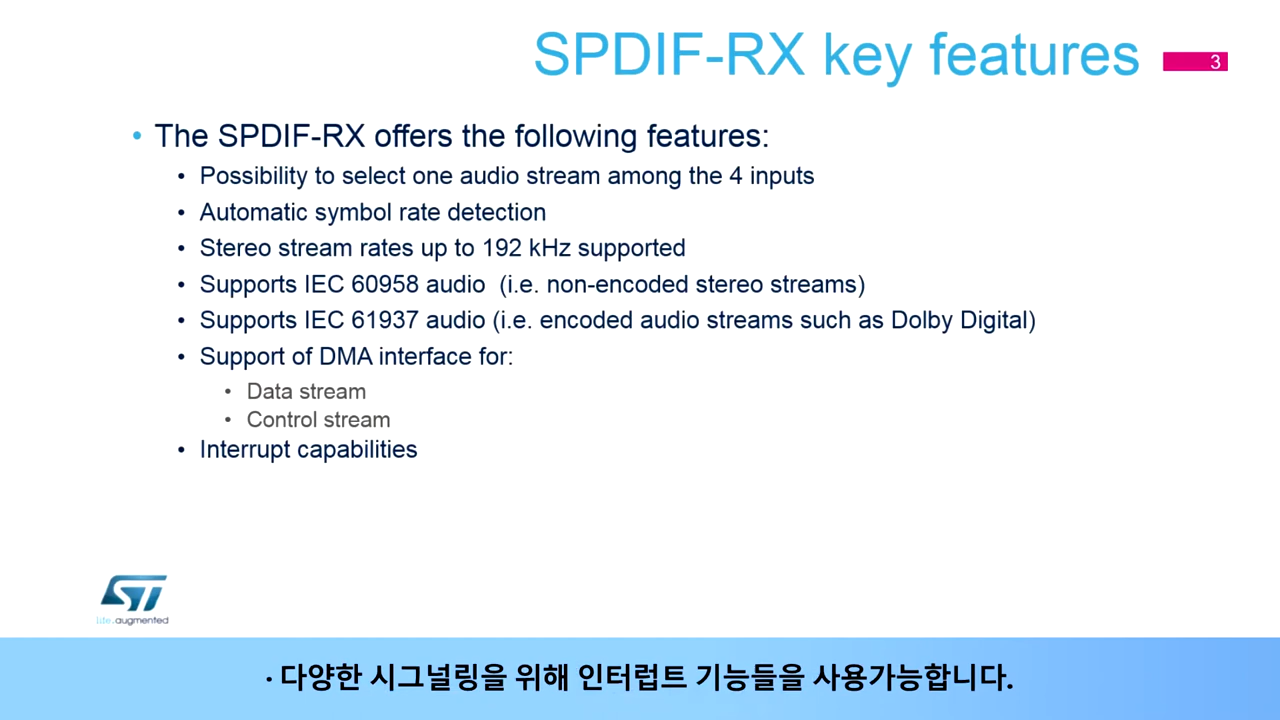 SPDIF-RX key features
3
• The SPDIF-RX offers the following features:
• Possibility to select one audio stream among the 4 inputs
• Automatic symbol rate detection
• Stereo stream rates up to 192 kHz supported
• Supports IEC 60958 audio  (i.e. non-encoded stereo streams)
• Supports IEC 61937 audio (i.e. encoded audio streams such as Dolby Digital)
• Support of DMA interface for:
• Data stream
• Control stream
• Interrupt capabilities
ST
life.augmented
· 다양한 시그널링을 위해 인터럽트 기능들을 사용가능합니다.